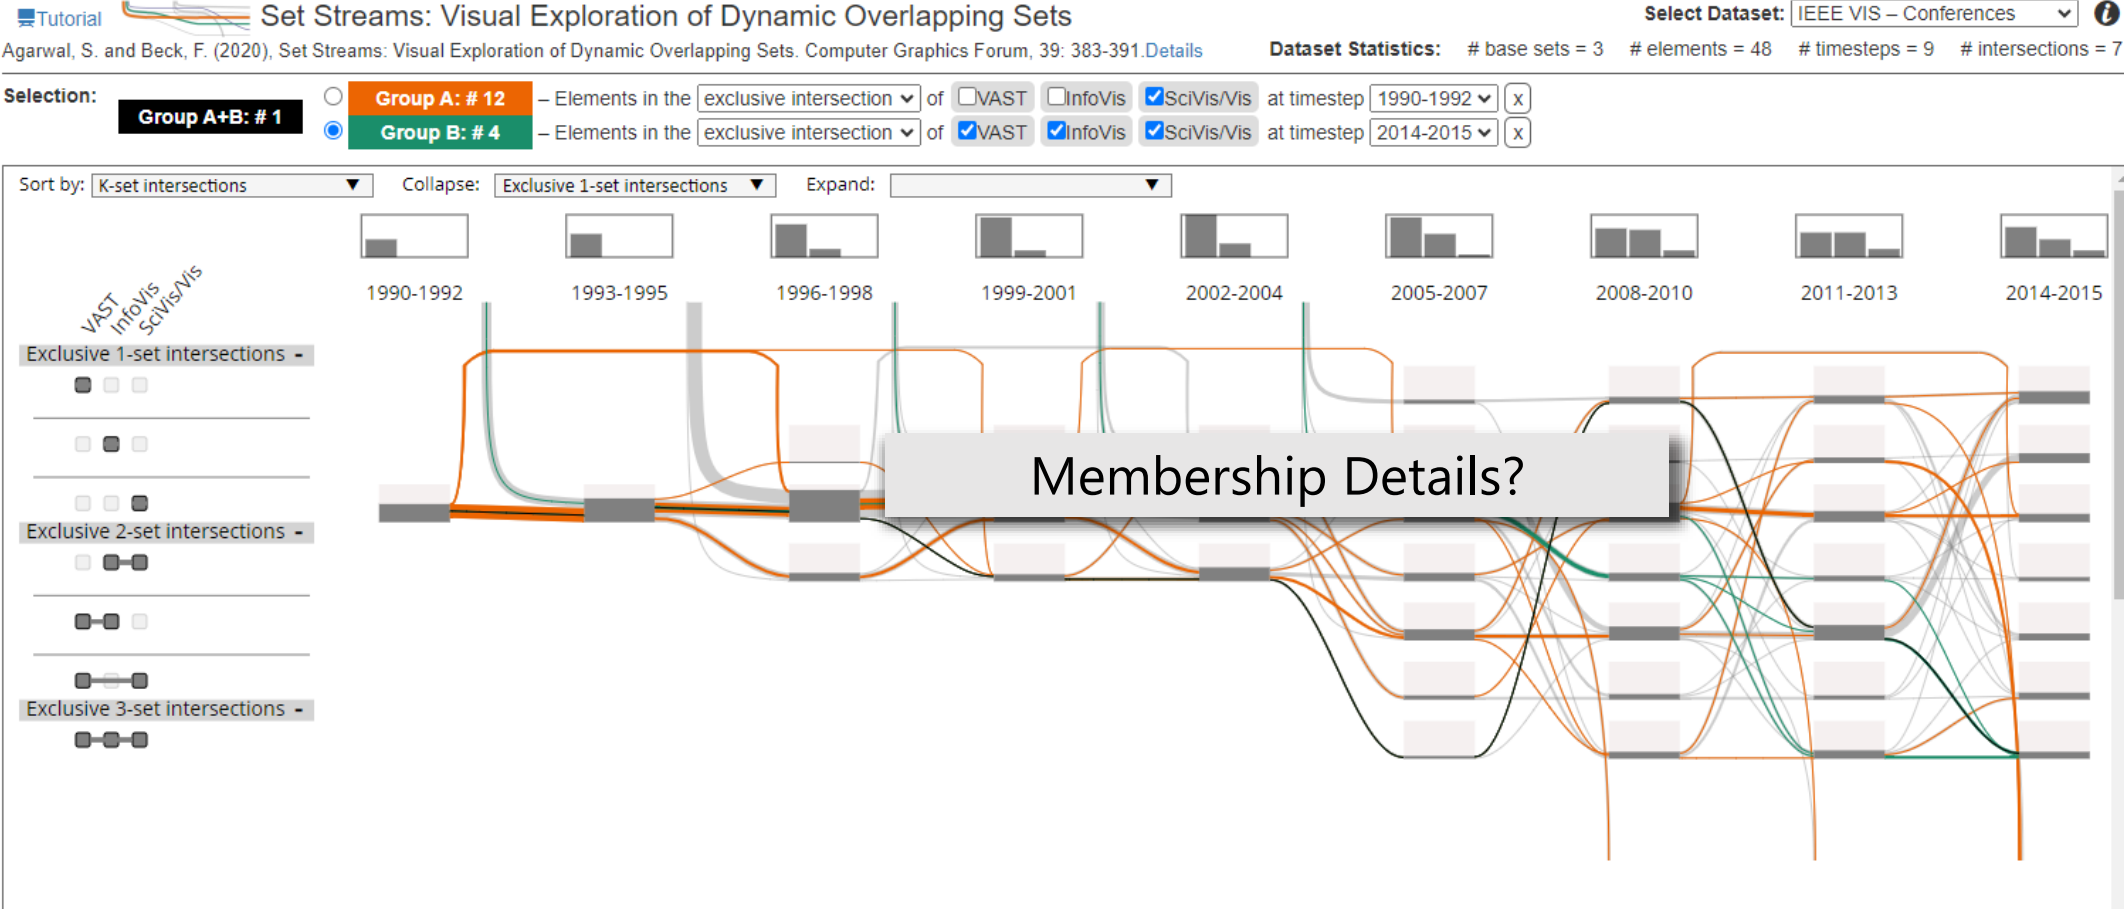 Tutorial
Set Streams: Visual Exploration of Dynamic Overlapping Sets
Select Dataset: IEEE VIS – Conferences
Agarwal, S. and Beck, F. (2020), Set Streams: Visual Exploration of Dynamic Overlapping Sets. Computer Graphics Forum, 39: 383-391.Details
Dataset Statistics: # base sets = 3 # elements = 48 # timesteps = 9 # intersections = 7
Selection:
Group A+B: # 1
Group A: # 12 – Elements in the exclusive intersection of VAST InfoVis SciVis/Vis at timestep 1990-1992 x
Group B: # 4 – Elements in the exclusive intersection of VAST InfoVis SciVis/Vis at timestep 2014-2015 x
Sort by: K-set intersections Collapse: Exclusive 1-set intersections Expand:
VAST
InfoVis
SciVis/Vis
1990-1992 1993-1995 1996-1998 1999-2001 2002-2004 2005-2007 2008-2010 2011-2013 2014-2015
Exclusive 1-set intersections -
Membership Details?
Exclusive 2-set intersections -
Exclusive 3-set intersections -